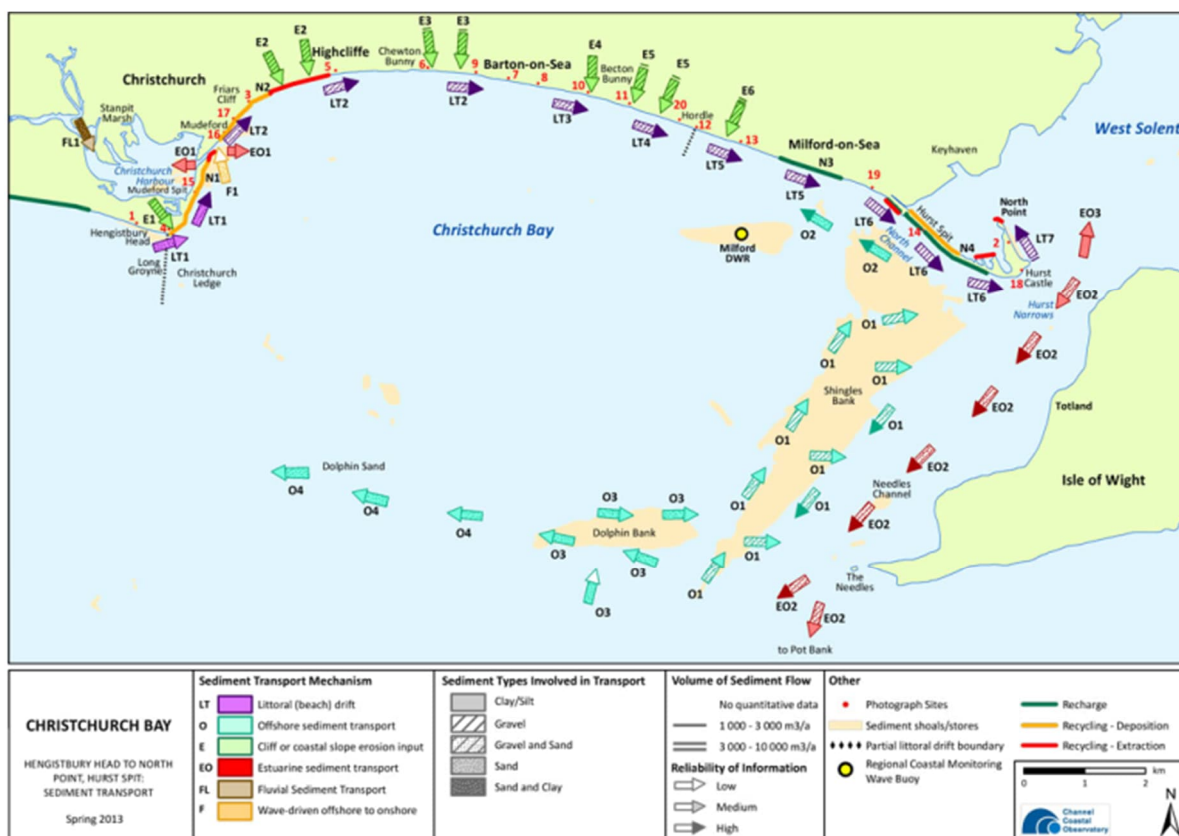 E3
E3
E2
E2
Highcliffe
Chewton
Bunny
E4
Becton
Bunny
E5
E5
5
6
9
Barton-on-Sea
7
8
10
11
Christchurch
Friars
Cliff
N2
3
LT2
LT2
LT3
LT4
20
Hordle
12
E6
13
Stanpit
Marsh
17
Mudeford
16
LT2
FL1
EO1
EO1
Christchurch
Harbour
Mudeford Spit
15
N1
F1
LT5
Milford-on-Sea
N3
LT5
19
Keyhaven
West Solent
E1
1
4
LT1
Hengistbury
Head
LT1
Long
Groyne
Christchurch
Ledge
Christchurch Bay
Milford
DWR
O2
O2
LT6
North
Channel
14
Hurst Spit
LT6
N4
2
North
Point
LT7
EO3
Hurst
Castle
18
LT6
EO2
Hurst
Narrows
O1
O1
EO2
O1
Shingles
Bank
EO2
Totland
O1
O1
O1
EO2
Needles
Channel
Isle of Wight
Dolphin Sand
O4
O4
O4
O3
O3
Dolphin Bank
O3
O3
O3
O1
O1
O1
O1
EO2
The
Needles
EO2
EO2
to Pot Bank
CHRISTCHURCH BAY
HENGISTBURY HEAD TO NORTH
POINT, HURST SPIT:
SEDIMENT TRANSPORT
Spring 2013
Sediment Transport Mechanism
LT Littoral (beach) drift
O Offshore sediment transport
E Cliff or coastal slope erosion input
EO Estuarine sediment transport
FL Fluvial Sediment Transport
F Wave-driven offshore to onshore
Sediment Types Involved in Transport
Clay/Silt
Gravel
Gravel and Sand
Sand
Sand and Clay
Volume of Sediment Flow
No quantitative data
1 000 - 3 000 m3/a
3 000 - 10 000 m3/a
Reliability of Information
Low
Medium
High
Other
Photograph Sites
Sediment shoals/stores
Partial littoral drift boundary
Regional Coastal Monitoring
Wave Buoy
Recharge
Recycling - Deposition
Recycling - Extraction
0 1 2
km
Channel
Coastal
Observatory
N